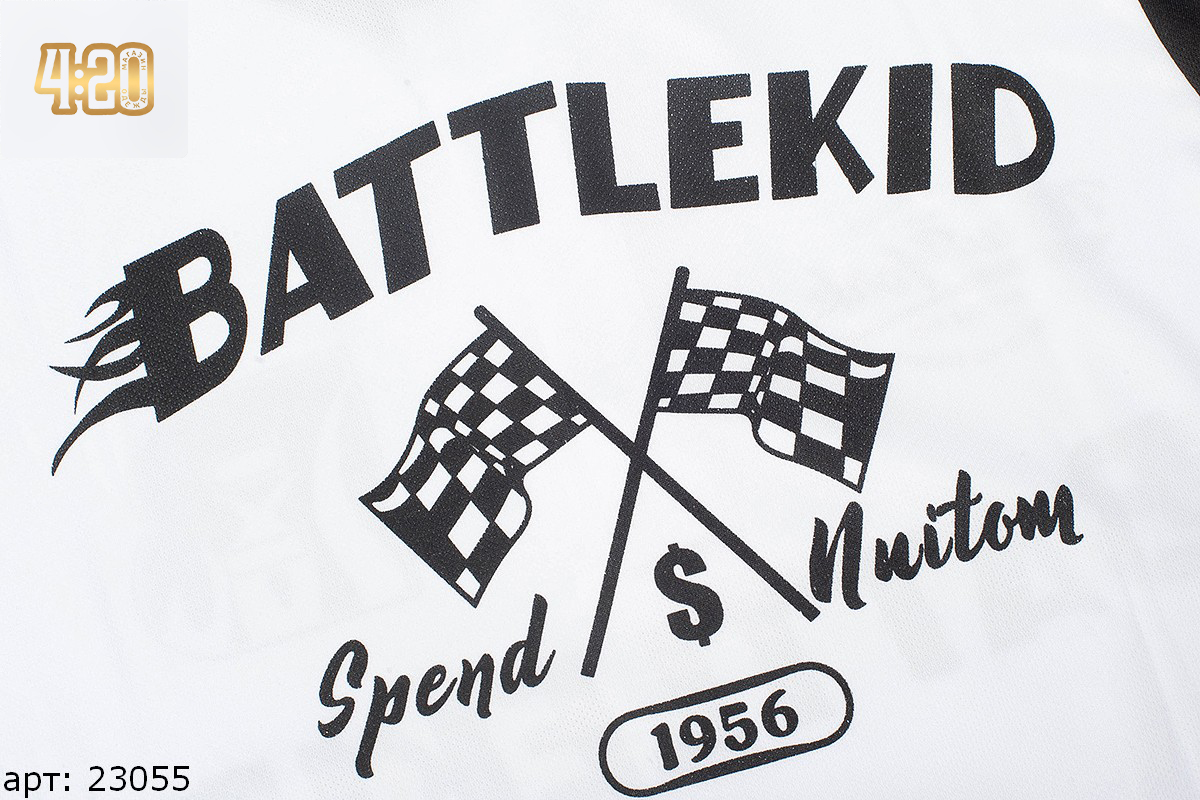 4:20
BATTLEKID
Spend $ Nuitom
1956
арт: 23055